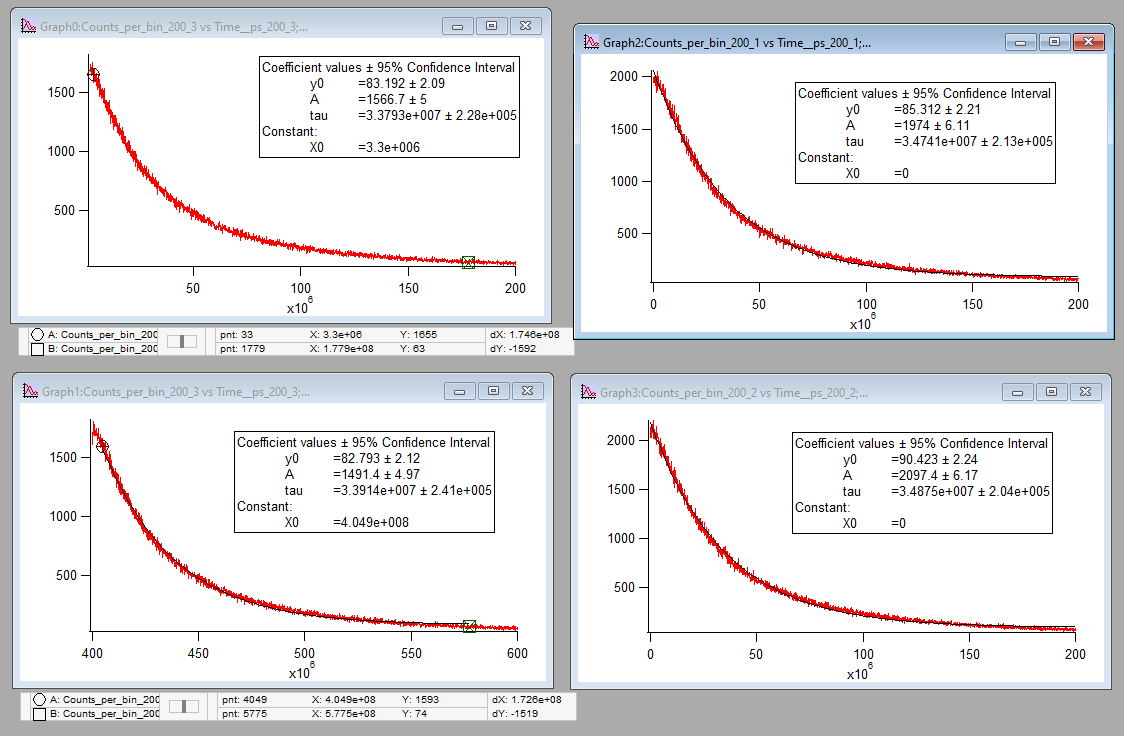 Graph0:Counts_per_bin_200_3 vs Time__ps_200_3;...
1500
1000
500
50
100
150
200
x10^6
Coefficient values ± 95% Confidence Interval
y0 =83.192 ± 2.09
A =1566.7 ± 5
tau =3.3793e+007 ± 2.28e+005
Constant:
X0 =3.3e+006
A: Counts_per_bin_200 pnt: 33 X: 3.3e+06 Y: 1655 dX: 1.746e+08
B: Counts_per_bin_200 pnt: 1779 X: 1.779e+08 Y: 63 dY: -1592
Graph2:Counts_per_bin_200_1 vs Time__ps_200_1;...
2000
1500
1000
500
0
50
100
150
200
x10^6
Coefficient values ± 95% Confidence Interval
y0 =85.312 ± 2.21
A =1974 ± 6.11
tau =3.4741e+007 ± 2.13e+005
Constant:
X0 =0
Graph1:Counts_per_bin_200_3 vs Time__ps_200_3;...
1500
1000
500
400
450
500
550
600
x10^6
Coefficient values ± 95% Confidence Interval
y0 =82.793 ± 2.12
A =1491.4 ± 4.97
tau =3.3914e+007 ± 2.41e+005
Constant:
X0 =4.049e+008
A: Counts_per_bin_200 pnt: 4049 X: 4.049e+08 Y: 1593 dX: 1.726e+08
B: Counts_per_bin_200 pnt: 5775 X: 5.775e+08 Y: 74 dY: -1519
Graph3:Counts_per_bin_200_2 vs Time__ps_200_2;...
2000
1500
1000
500
0
50
100
150
200
x10^6
Coefficient values ± 95% Confidence Interval
y0 =90.423 ± 2.24
A =2097.4 ± 6.17
tau =3.4875e+007 ± 2.04e+005
Constant:
X0 =0